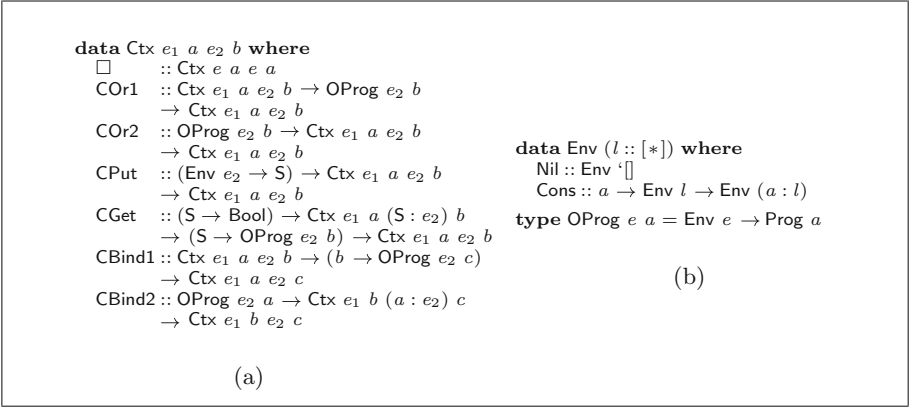 data Ctx e₁ a e₂ b where
□ :: Ctx e a e a
COr1 :: Ctx e₁ a e₂ b → OProg e₂ b
→ Ctx e₁ a e₂ b
COr2 :: OProg e₂ b → Ctx e₁ a e₂ b
→ Ctx e₁ a e₂ b
CPut :: (Env e₂ → S) → Ctx e₁ a e₂ b
→ Ctx e₁ a e₂ b
CGet :: (S → Bool) → Ctx e₁ a (S : e₂) b
→ (S → OProg e₂ b) → Ctx e₁ a e₂ b
CBind1 :: Ctx e₁ a e₂ b → (b → OProg e₂ c)
→ Ctx e₁ a e₂ c
CBind2 :: OProg e₂ a → Ctx e₁ b (a : e₂) c
→ Ctx e₁ b e₂ c
(a)
data Env (l :: [∗]) where
Nil :: Env ‘[]
Cons :: a → Env l → Env (a : l)
type OProg e a = Env e → Prog a
(b)